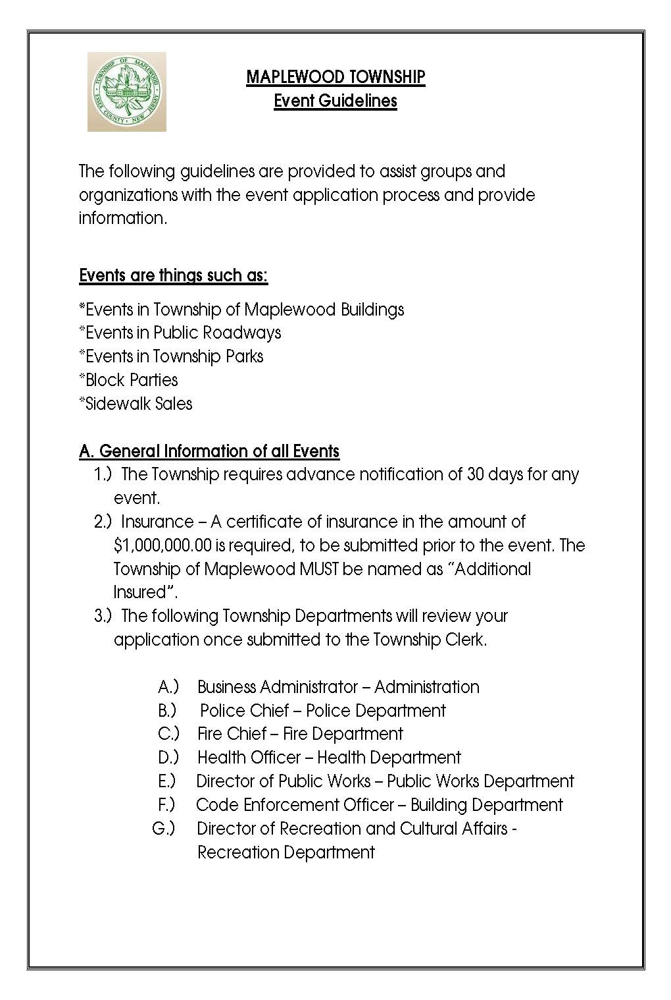 TOWNSHIP OF MAPLEWOOD
ESSEX COUNTY • NEW JERSEY
MAPLEWOOD TOWNSHIP
Event Guidelines
The following guidelines are provided to assist groups and
organizations with the event application process and provide
information.
Events are things such as:
*Events in Township of Maplewood Buildings
*Events in Public Roadways
*Events in Township Parks
*Block Parties
*Sidewalk Sales
A. General Information of all Events
1.) The Township requires advance notification of 30 days for any
event.
2.) Insurance – A certificate of insurance in the amount of
$1,000,000.00 is required, to be submitted prior to the event. The
Township of Maplewood MUST be named as “Additional
Insured”.
3.) The following Township Departments will review your
application once submitted to the Township Clerk.
A.) Business Administrator – Administration
B.) Police Chief – Police Department
C.) Fire Chief – Fire Department
D.) Health Officer – Health Department
E.) Director of Public Works – Public Works Department
F.) Code Enforcement Officer – Building Department
G.) Director of Recreation and Cultural Affairs -
Recreation Department